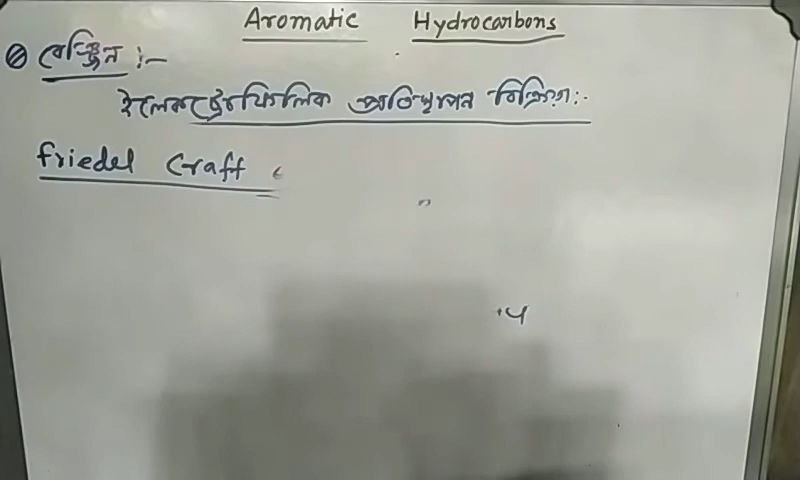 Aromatic Hydrocarbons
বেঞ্জিন :-
ইলেকট্রোফিলিক প্রতিস্থাপন বিক্রিয়া:-
Friedel Craft